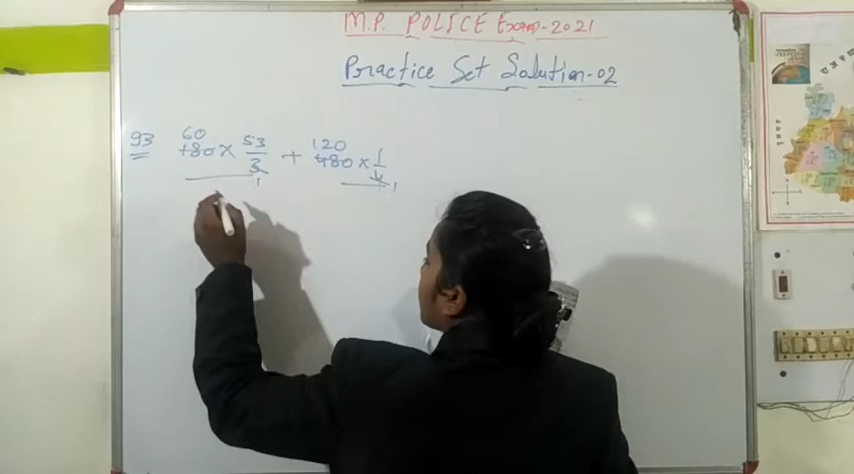 M.P. POLICE Exam-2021
Practice Set Solution-02
60 53 120 1
93 180 x 3 + 480 x 4
1 1